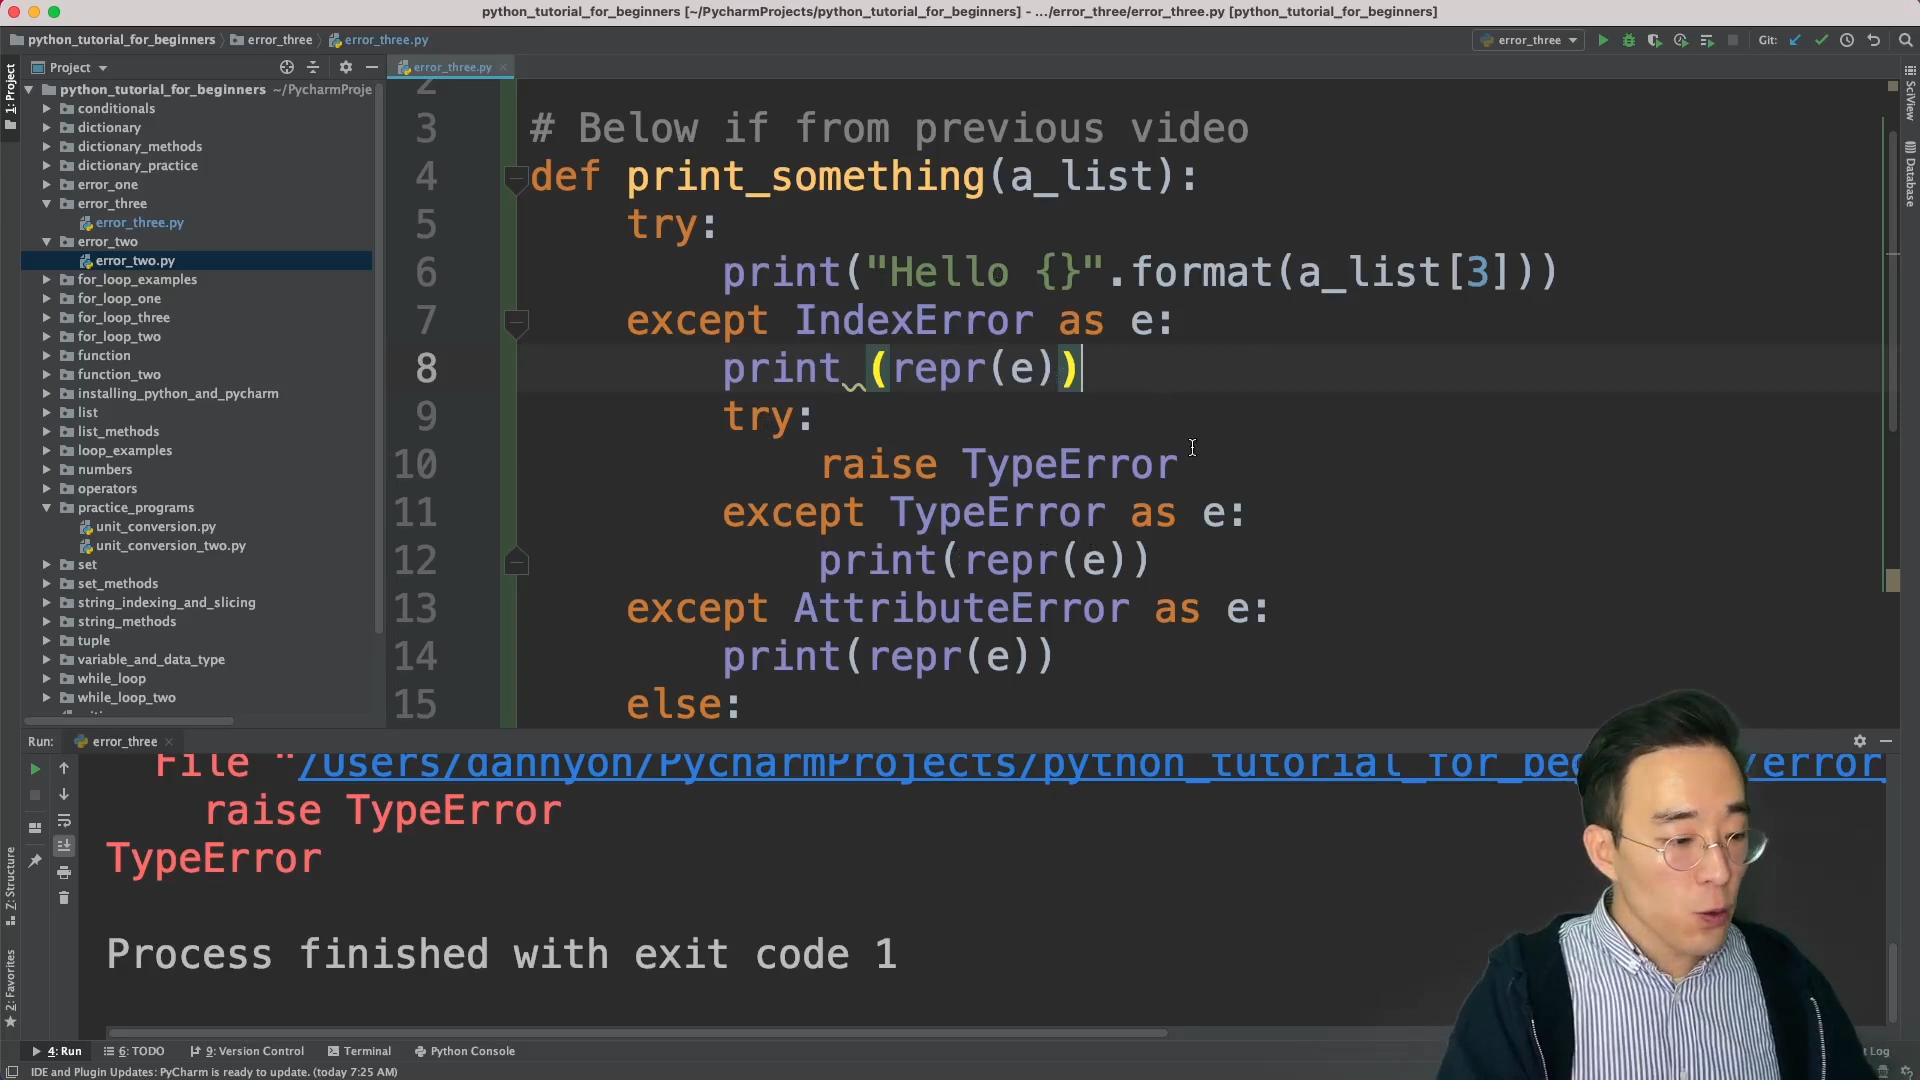 python_tutorial_for_beginners [~/PycharmProjects/python_tutorial_for_beginners] - .../error_three/error_three.py [python_tutorial_for_beginners]
python_tutorial_for_beginners error_three error_three.py
error_three Git:
1: Project
Project
error_three.py
python_tutorial_for_beginners ~/PycharmProje
conditionals
dictionary
dictionary_methods
dictionary_practice
error_one
error_three
error_three.py
error_two
error_two.py
for_loop_examples
for_loop_one
for_loop_three
for_loop_two
function
function_two
installing_python_and_pycharm
list
list_methods
loop_examples
numbers
operators
practice_programs
unit_conversion.py
unit_conversion_two.py
set
set_methods
string_indexing_and_slicing
string_methods
tuple
variable_and_data_type
while_loop
while_loop_two
2
3 # Below if from previous video
4 def print_something(a_list):
5 try:
6 print("Hello {}".format(a_list[3]))
7 except IndexError as e:
8 print (repr(e))
9 try:
10 raise TypeError
11 except TypeError as e:
12 print(repr(e))
13 except AttributeError as e:
14 print(repr(e))
15 else:
SciView
Database
Run: error_three
File "/Users/dannyoh/PycharmProjects/python_tutorial_for_beg /error_
raise TypeError
TypeError
Process finished with exit code 1
Z: Structure
2: Favorites
4: Run 6: TODO 9: Version Control Terminal Python Console t Log
IDE and Plugin Updates: PyCharm is ready to update. (today 7:25 AM)